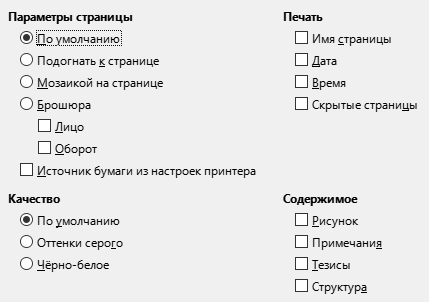 Параметры страницы
По умолчанию
Подогнать к странице
Мозаикой на странице
Брошюра
Лицо
Оборот
Источник бумаги из настроек принтера
Печать
Имя страницы
Дата
Время
Скрытые страницы
Качество
По умолчанию
Оттенки серого
Чёрно-белое
Содержимое
Рисунок
Примечания
Тезисы
Структура